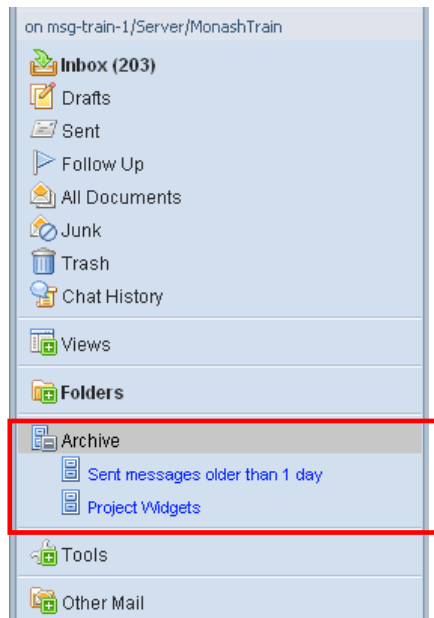 on msg-train-1/Server/MonashTrain
Inbox (203)
Drafts
Sent
Follow Up
All Documents
Junk
Trash
Chat History
Views
Folders
Archive
Sent messages older than 1 day
Project Widgets
Tools
Other Mail